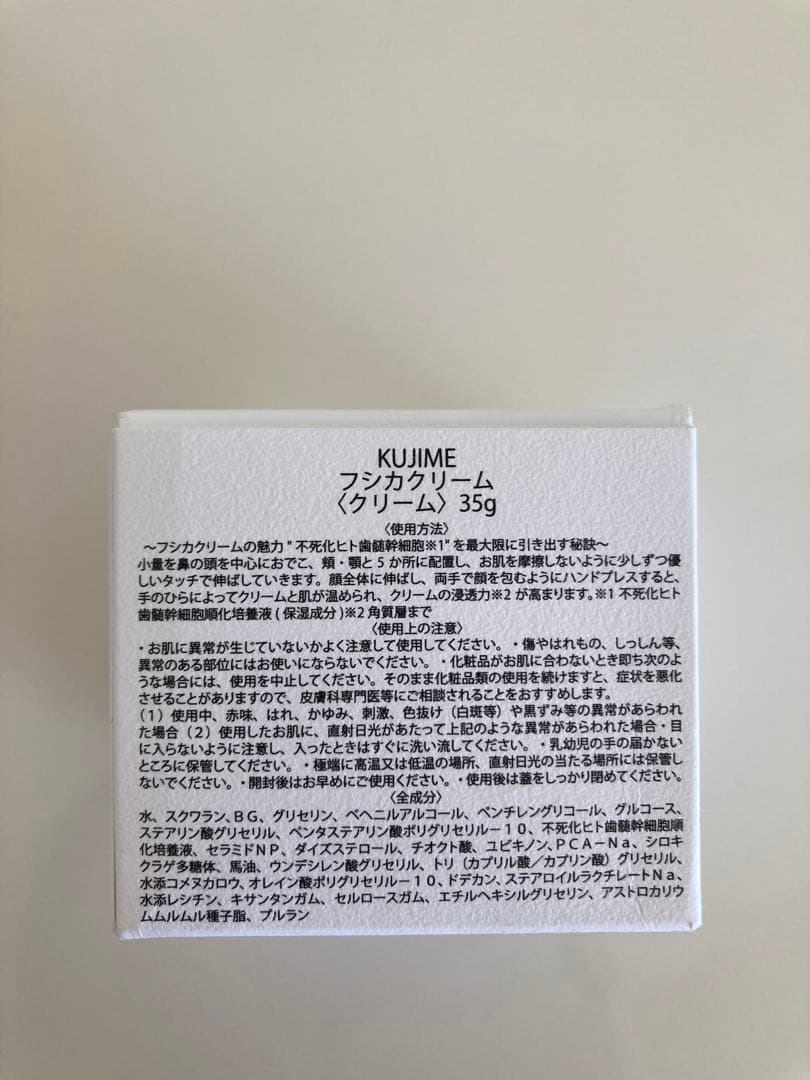 KUJIME
フシカクリーム
〈クリーム〉35g
〈使用方法〉
～フシカクリームの魅力"不死化ヒト歯髄幹細胞※1"を最大限に引き出す秘訣～
小量を鼻の頭を中心におでこ、頬・顎と5か所に配置し、お肌を摩擦しないように少しずつ優
しいタッチで伸ばしていきます。顔全体に伸ばし、両手で顔を包むようにハンドプレスすると、
手のひらによってクリームと肌が温められ、クリームの浸透力※2が高まります。※1不死化ヒト
歯髄幹細胞順化培養液(保湿成分)※2角質層まで
〈使用上の注意〉
・お肌に異常が生じていないかよく注意して使用してください。・傷やはれもの、しっしん等、
異常のある部位にはお使いにならないでください。・化粧品がお肌に合わないとき即ち次のよ
うな場合には、使用を中止してください。そのまま化粧品類の使用を続けますと、症状を悪化
させることがありますので、皮膚科専門医等にご相談されることをおすすめします。
（1）使用中、赤味、はれ、かゆみ、刺激、色抜け（白斑等）や黒ずみ等の異常があらわれ
た場合（2）使用したお肌に、直射日光があたって上記のような異常があらわれた場合・目
に入らないように注意し、入ったときはすぐに洗い流してください。・乳幼児の手の届かない
ところに保管してください。・極端に高温又は低温の場所、直射日光の当たる場所には保管し
ないでください。・開封後はお早めにご使用ください。・使用後は蓋をしっかり閉めてください。
〈全成分〉
水、スクワラン、BG、グリセリン、ベヘニルアルコール、ペンチレングリコール、グルコース、
ステアリン酸グリセリル、ペンタステアリン酸ポリグリセリル－10、不死化ヒト歯髄幹細胞順
化培養液、セラミドNP、ダイズステロール、チオクト酸、ユビキノン、PCA－Na、シロキ
クラゲ多糖体、馬油、ウンデシレン酸グリセリル、トリ（カプリル酸／カプリン酸）グリセリル、
水添コメヌカロウ、オレイン酸ポリグリセリル－10、ドデカン、ステアロイルラクチレートNa、
水添レシチン、キサンタンガム、セルロースガム、エチルヘキシルグリセリン、アストロカリウ
ムムルムル種子脂、プルラン